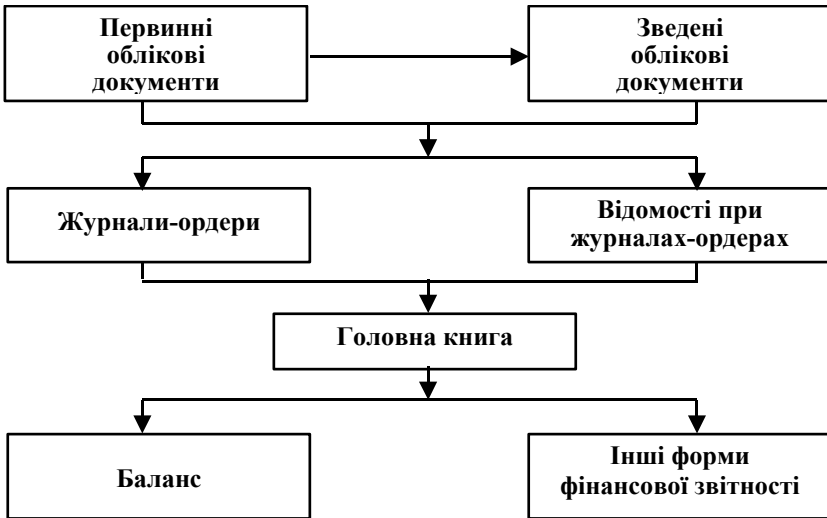 Первинні
облікові
документи
Зведені
облікові
документи
Журнали-ордери
Відомості при
журналах-ордерах
Головна книга
Баланс
Інші форми
фінансової звітності